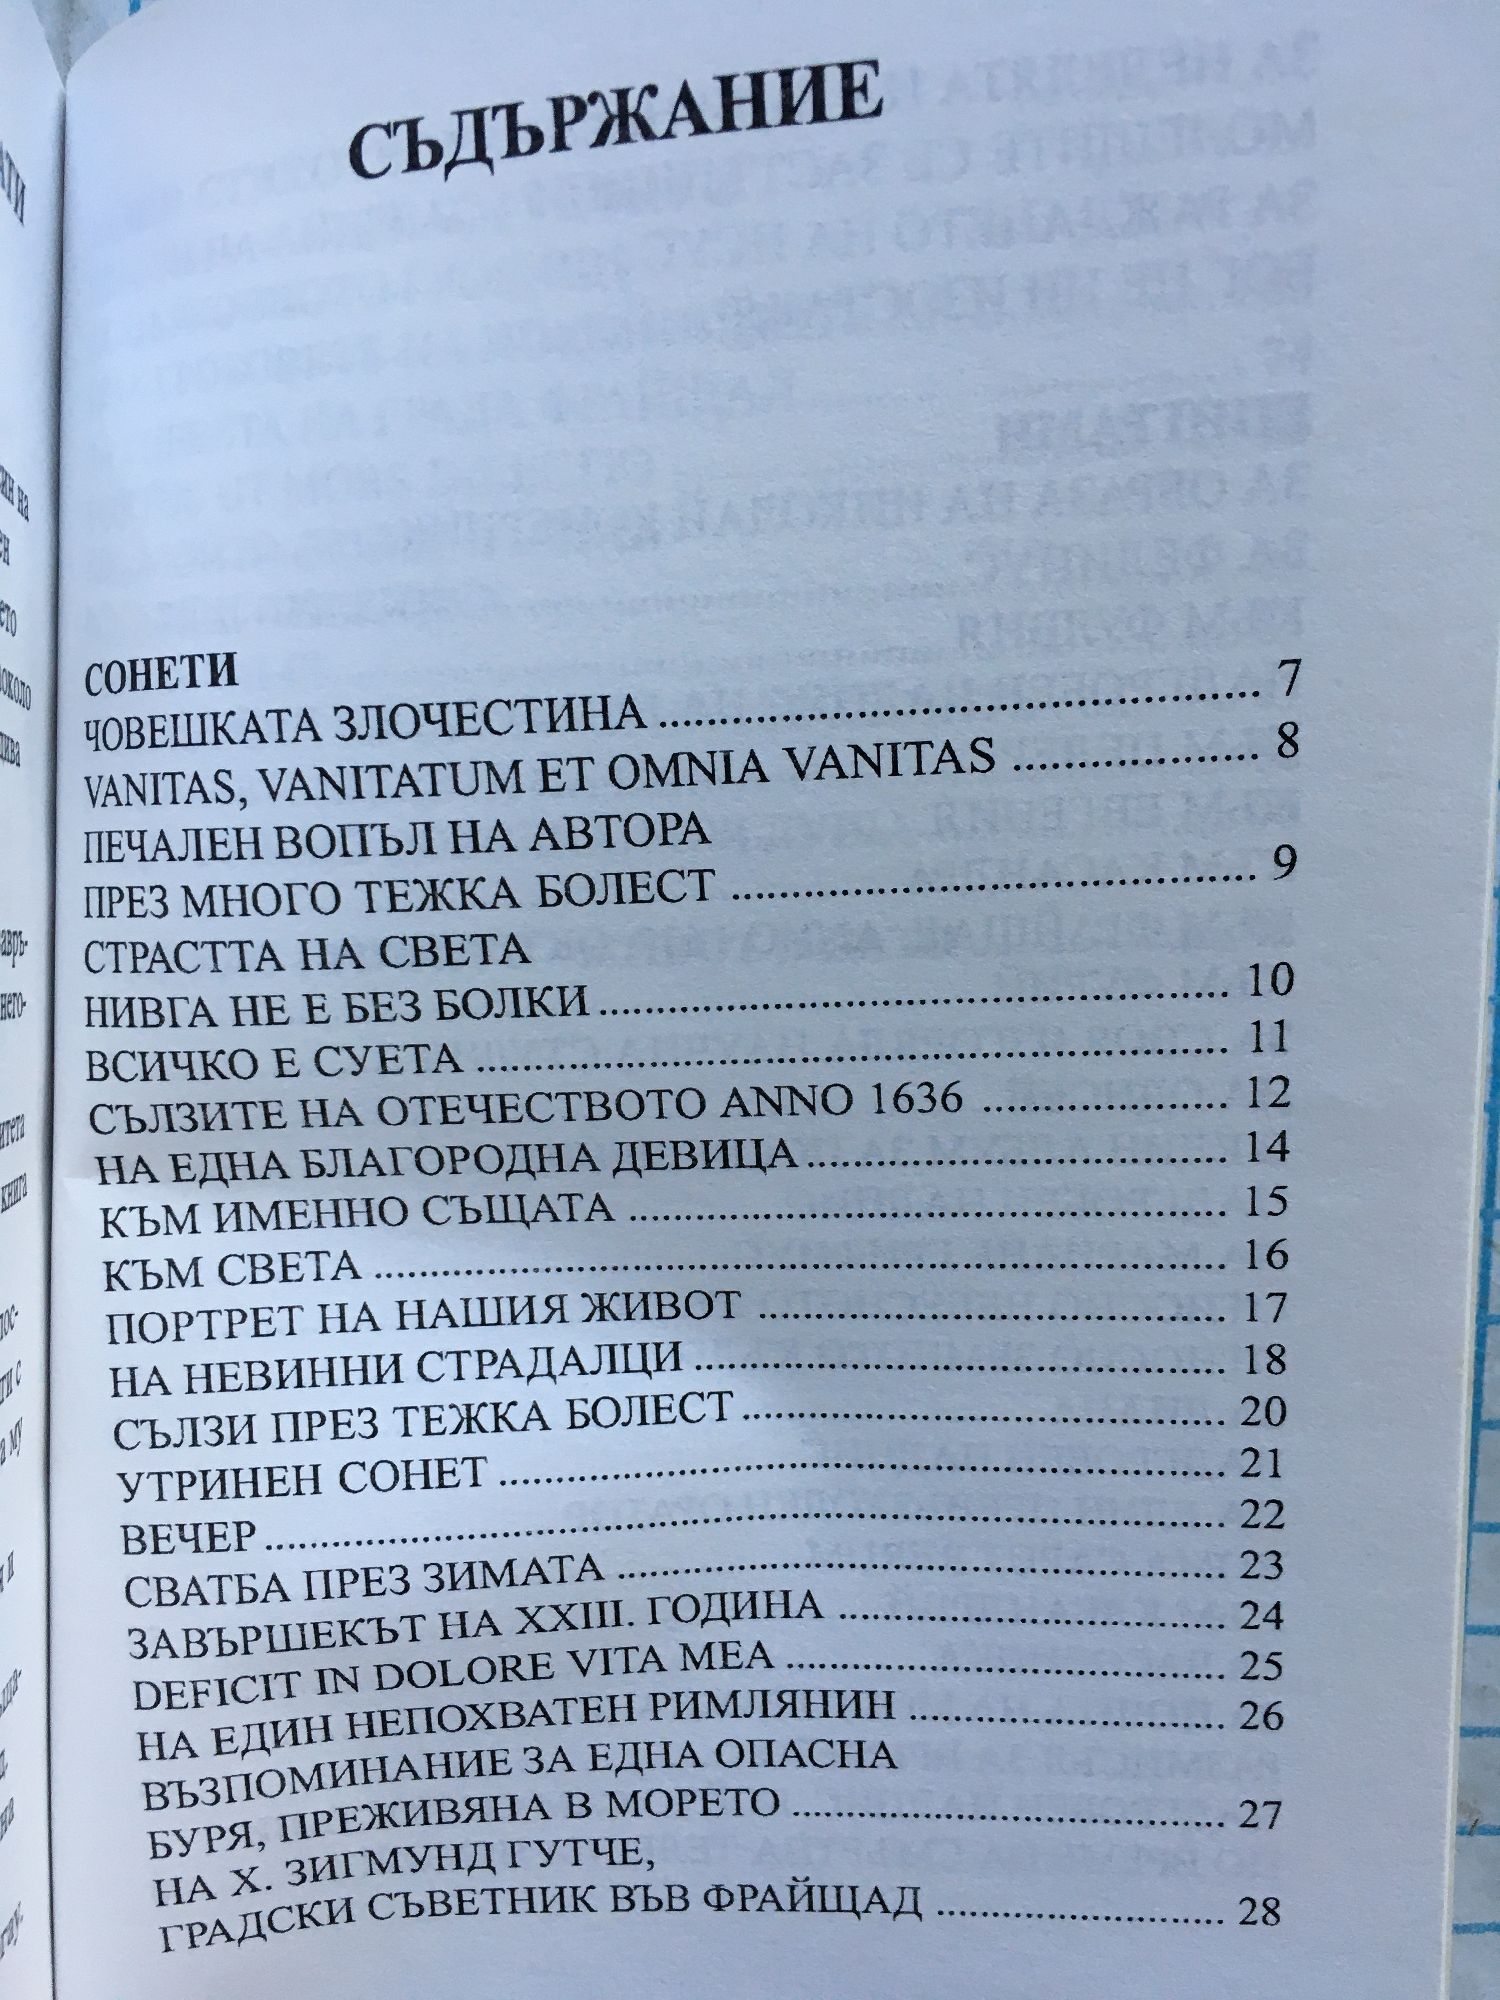 СЪДЪРЖАНИЕ
СОНЕТИ
ЧОВЕШКАТА ЗЛОЧЕСТИНА ........................................ 7
VANITAS, VANITATUM ET OMNIA VANITAS ................. 8
ПЕЧАЛЕН ВОПЪЛ НА АВТОРА
ПРЕЗ МНОГО ТЕЖКА БОЛЕСТ ................................... 9
СТРАСТТА НА СВЕТА
НИВГА НЕ Е БЕЗ БОЛКИ .......................................... 10
ВСИЧКО Е СУЕТА .................................................. 11
СЪЛЗИТЕ НА ОТЕЧЕСТВОТО ANNO 1636 ................. 12
НА ЕДНА БЛАГОРОДНА ДЕВИЦА ............................ 14
КЪМ ИМЕННО СЪЩАТА ........................................ 15
КЪМ СВЕТА ......................................................... 16
ПОРТРЕТ НА НАШИЯ ЖИВОТ ............................... 17
НА НЕВИННИ СТРАДАЛЦИ .................................... 18
СЪЛЗИ ПРЕЗ ТЕЖКА БОЛЕСТ ................................ 20
УТРИНЕН СОНЕТ ................................................. 21
ВЕЧЕР ................................................................ 22
СВАТБА ПРЕЗ ЗИМАТА ......................................... 23
ЗАВЪРШЕКЪТ НА XXIII. ГОДИНА .......................... 24
DEFICIT IN DOLORE VITA MEA ............................. 25
НА ЕДИН НЕПОХВАТЕН РИМЛЯНИН ..................... 26
ВЪЗПОМИНАНИЕ ЗА ЕДНА ОПАСНА
БУРЯ, ПРЕЖИВЯНА В МОРЕТО ............................. 27
НА Х. ЗИГМУНД ГУТЧЕ,
ГРАДСКИ СЪВЕТНИК ВЪВ ФРАЙЩАД .................... 28